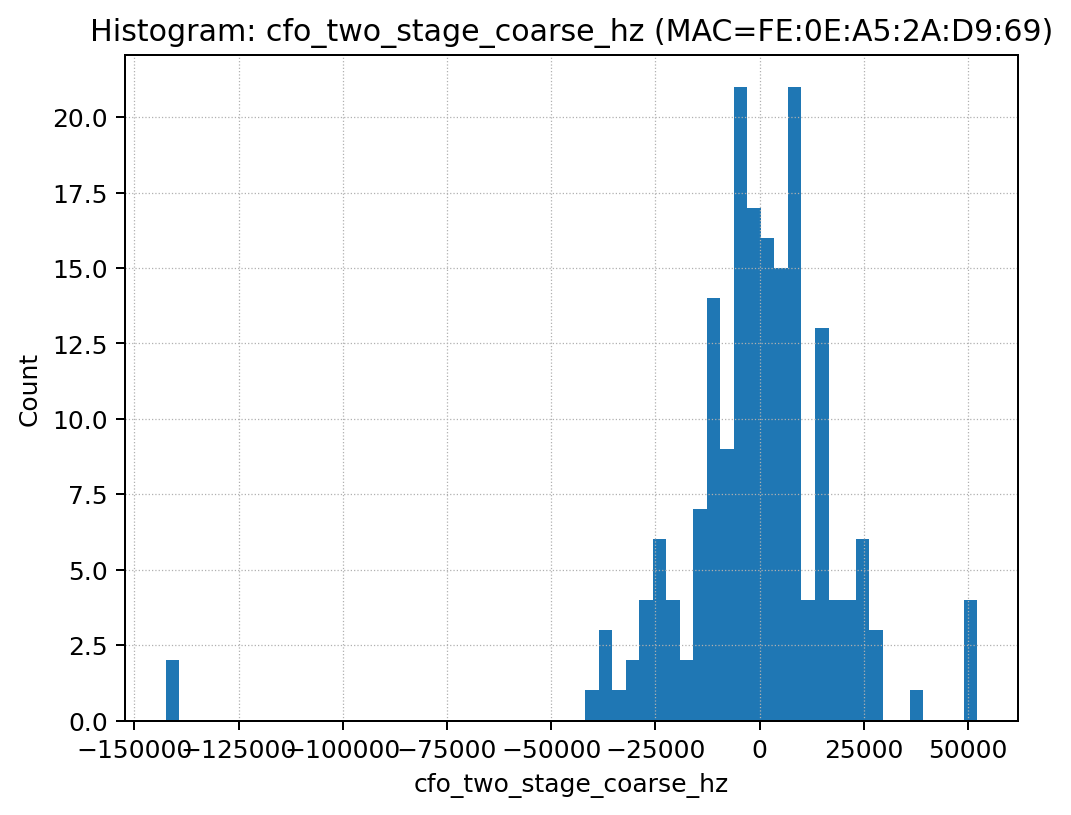 Histogram: cfo_two_stage_coarse_hz (MAC=FE:0E:A5:2A:D9:69)
20.0
17.5
15.0
12.5
10.0
7.5
5.0
2.5
0.0
Count
−150000 −125000 −100000 −75000 −50000 −25000 0 25000 50000
cfo_two_stage_coarse_hz